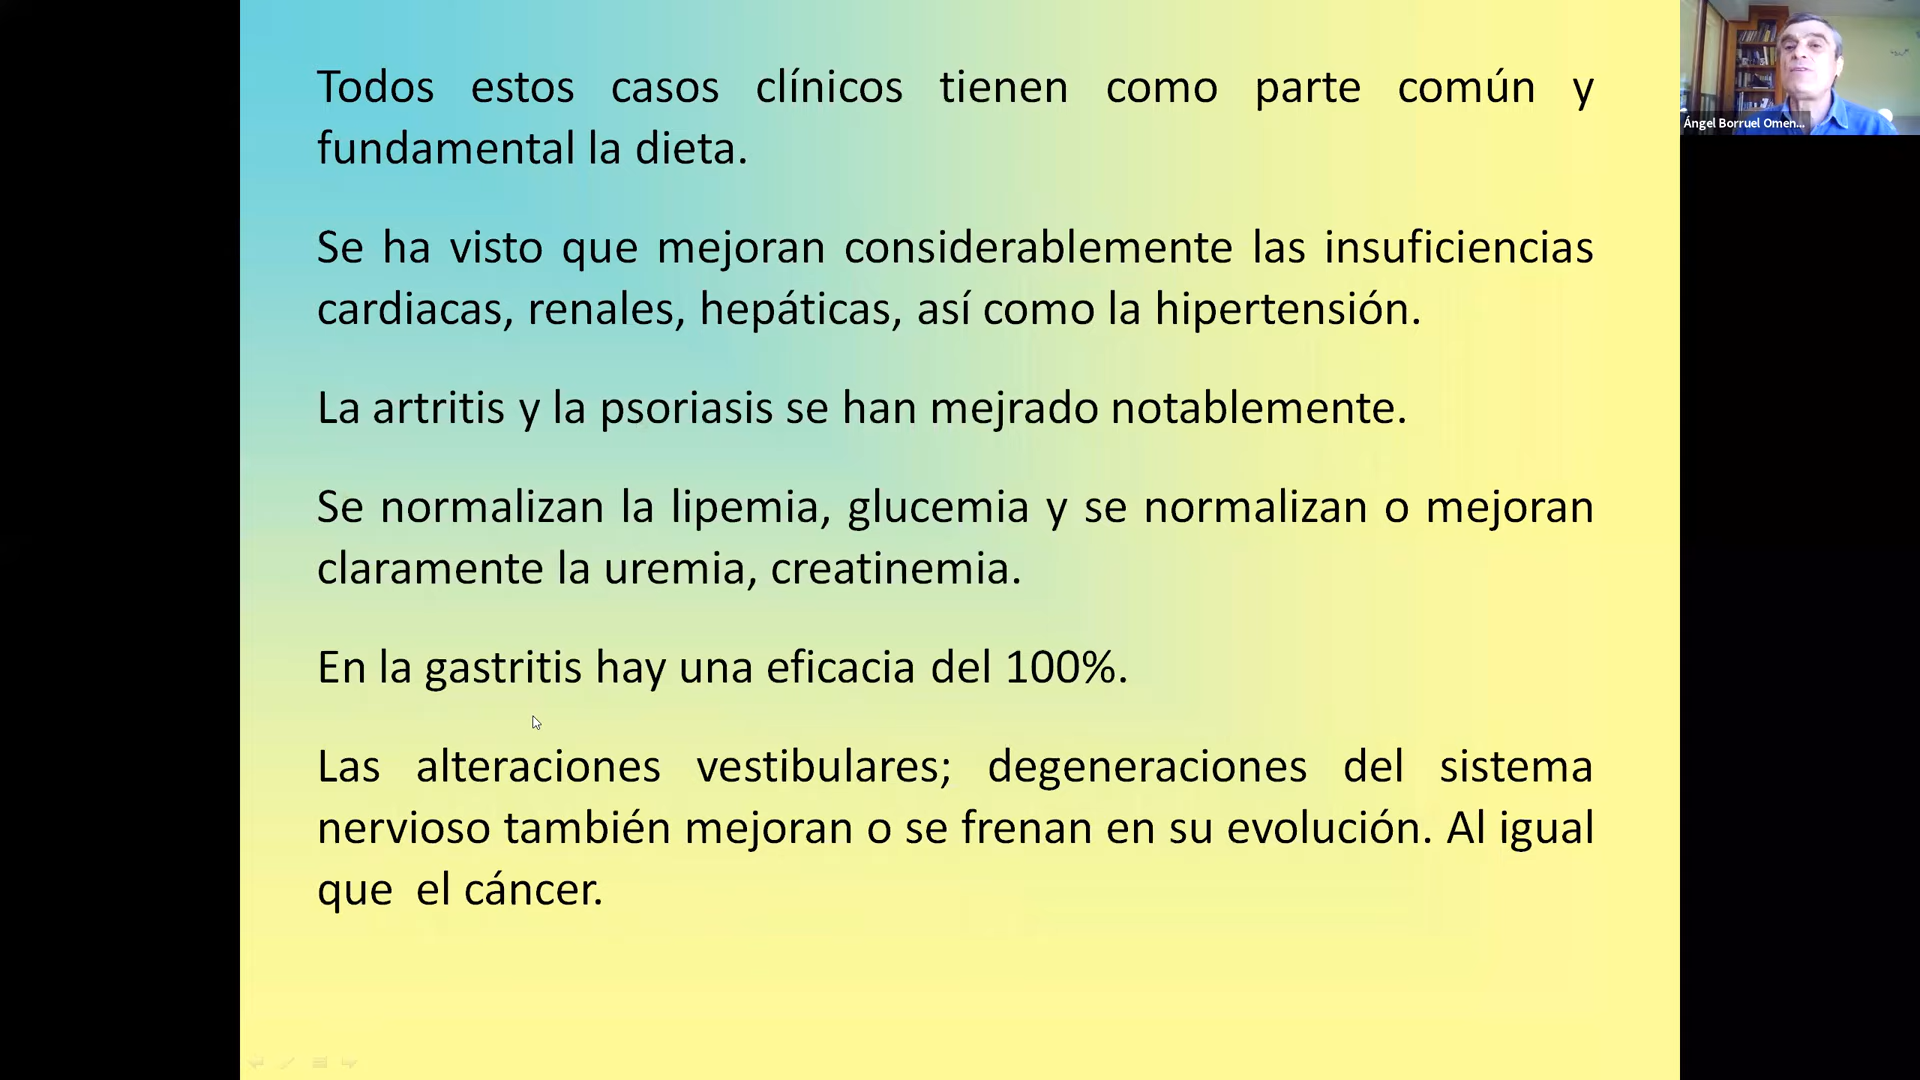 Todos estos casos clínicos tienen como parte común y
fundamental la dieta.
Se ha visto que mejoran considerablemente las insuficiencias
cardiacas, renales, hepáticas, así como la hipertensión.
La artritis y la psoriasis se han mejrado notablemente.
Se normalizan la lipemia, glucemia y se normalizan o mejoran
claramente la uremia, creatinemia.
En la gastritis hay una eficacia del 100%.
Las alteraciones vestibulares; degeneraciones del sistema
nervioso también mejoran o se frenan en su evolución. Al igual
que  el cáncer.
Ángel Borruel Omen...